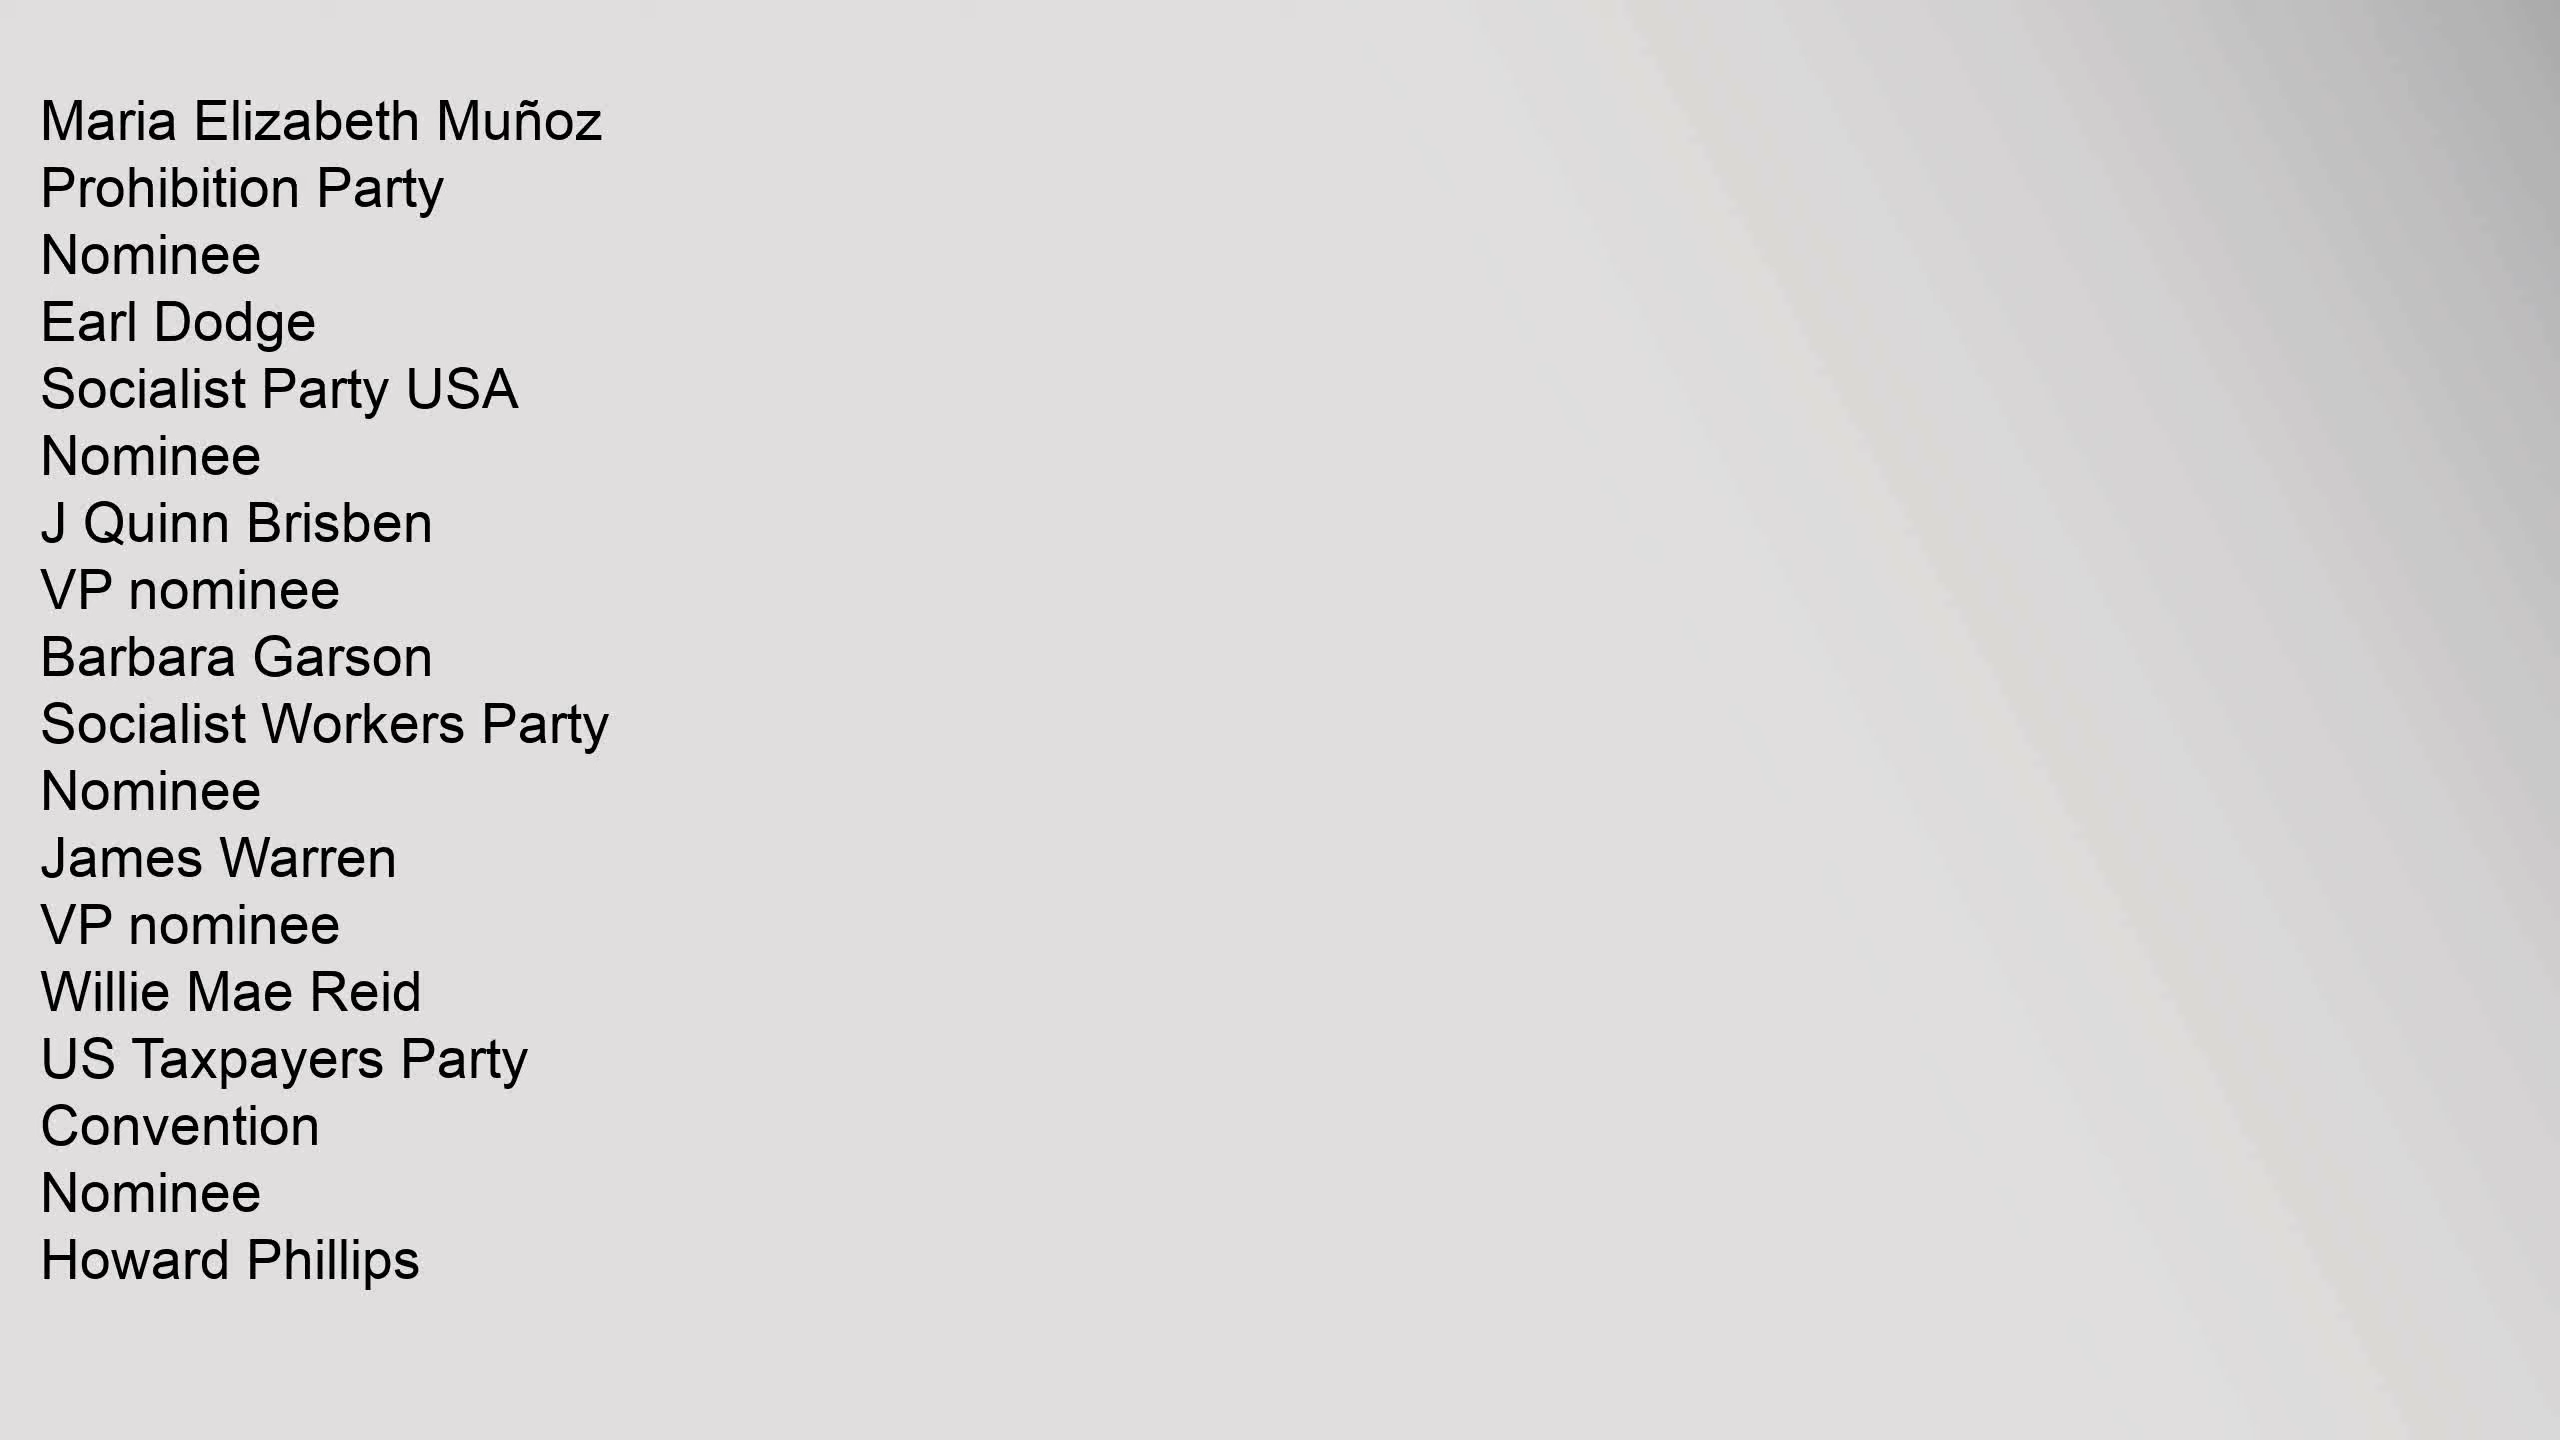 Maria Elizabeth Muñoz
Prohibition Party
Nominee
Earl Dodge
Socialist Party USA
Nominee
J Quinn Brisben
VP nominee
Barbara Garson
Socialist Workers Party
Nominee
James Warren
VP nominee
Willie Mae Reid
US Taxpayers Party
Convention
Nominee
Howard Phillips